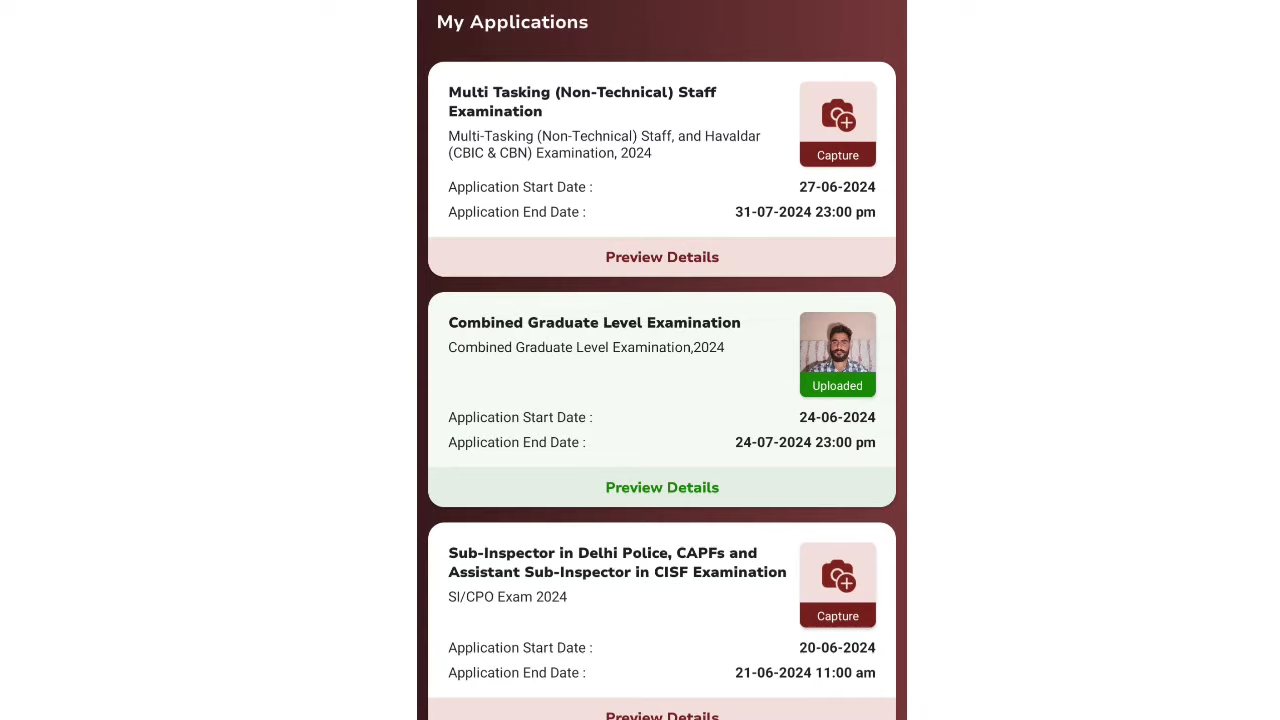 My Applications
Multi Tasking (Non-Technical) Staff
Examination
Multi-Tasking (Non-Technical) Staff, and Havaldar
(CBIC & CBN) Examination, 2024
Capture
Application Start Date : 27-06-2024
Application End Date : 31-07-2024 23:00 pm
Preview Details
Combined Graduate Level Examination
Combined Graduate Level Examination,2024
Uploaded
Application Start Date : 24-06-2024
Application End Date : 24-07-2024 23:00 pm
Preview Details
Sub-Inspector in Delhi Police, CAPFs and
Assistant Sub-Inspector in CISF Examination
SI/CPO Exam 2024
Capture
Application Start Date : 20-06-2024
Application End Date : 21-06-2024 11:00 am
Preview Details